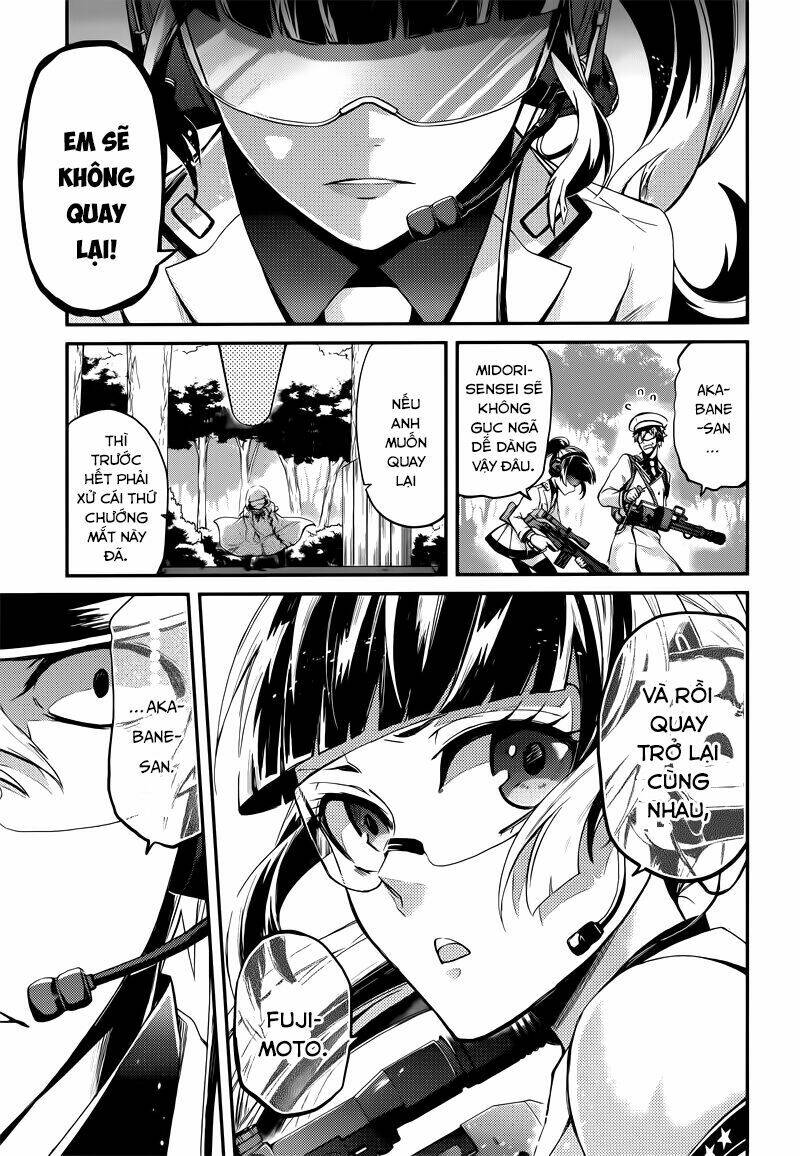 EM SẼ
KHÔNG
QUAY
LẠI!
AKA-
BANE
-SAN
...
MIDORI-
SENSEI SẼ
KHÔNG
GỤC NGÃ
DỄ DÀNG
VẬY ĐÂU.
NẾU
ANH
MUỐN
QUAY
LẠI
THÌ
TRƯỚC
HẾT PHẢI
XỬ CÁI THỨ
CHƯỚNG
MẮT NÀY
ĐÃ.
VÀ RỒI
QUAY
TRỞ LẠI
CÙNG
NHAU,
FUJI-
MOTO.
...AKA-
BANE-
SAN.